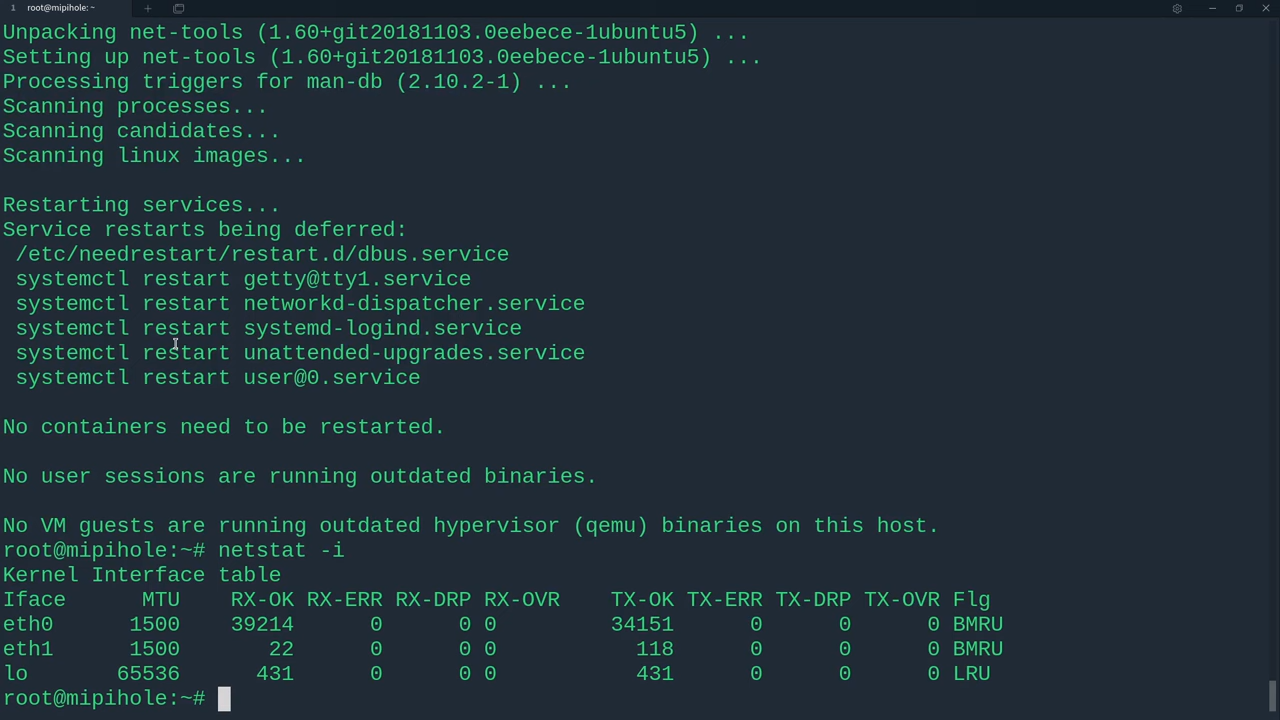 1 root@mipihole: ~
Unpacking net-tools (1.60+git20181103.0eebece-1ubuntu5) ...
Setting up net-tools (1.60+git20181103.0eebece-1ubuntu5) ...
Processing triggers for man-db (2.10.2-1) ...
Scanning processes...
Scanning candidates...
Scanning linux images...
Restarting services...
Service restarts being deferred:
 /etc/needrestart/restart.d/dbus.service
 systemctl restart getty@tty1.service
 systemctl restart networkd-dispatcher.service
 systemctl restart systemd-logind.service
 systemctl restart unattended-upgrades.service
 systemctl restart user@0.service
No containers need to be restarted.
No user sessions are running outdated binaries.
No VM guests are running outdated hypervisor (qemu) binaries on this host.
root@mipihole:~# netstat -i
Kernel Interface table
Iface      MTU    RX-OK RX-ERR RX-DRP RX-OVR    TX-OK TX-ERR TX-DRP TX-OVR Flg
eth0      1500    39214      0      0 0         34151      0      0      0 BMRU
eth1      1500       22      0      0 0           118      0      0      0 BMRU
lo       65536      431      0      0 0           431      0      0      0 LRU
root@mipihole:~#